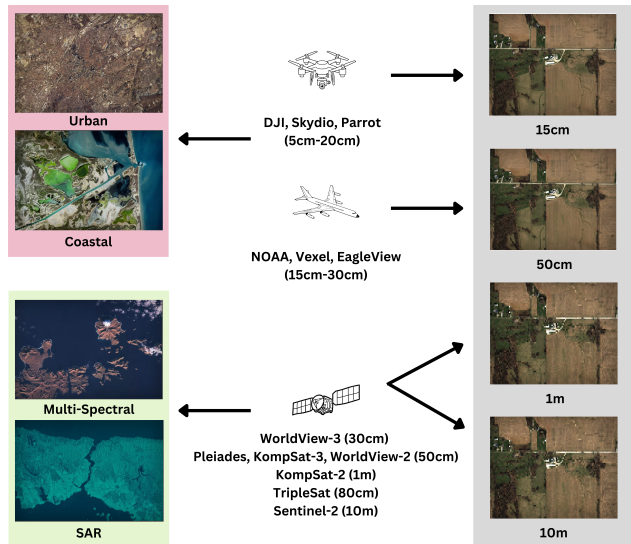 Urban
Coastal
DJI, Skydio, Parrot
(5cm-20cm)
NOAA, Vexel, EagleView
(15cm-30cm)
15cm
50cm
1m
10m
Multi-Spectral
SAR
WorldView-3 (30cm)
Pleiades, KompSat-3, WorldView-2 (50cm)
KompSat-2 (1m)
TripleSat (80cm)
Sentinel-2 (10m)